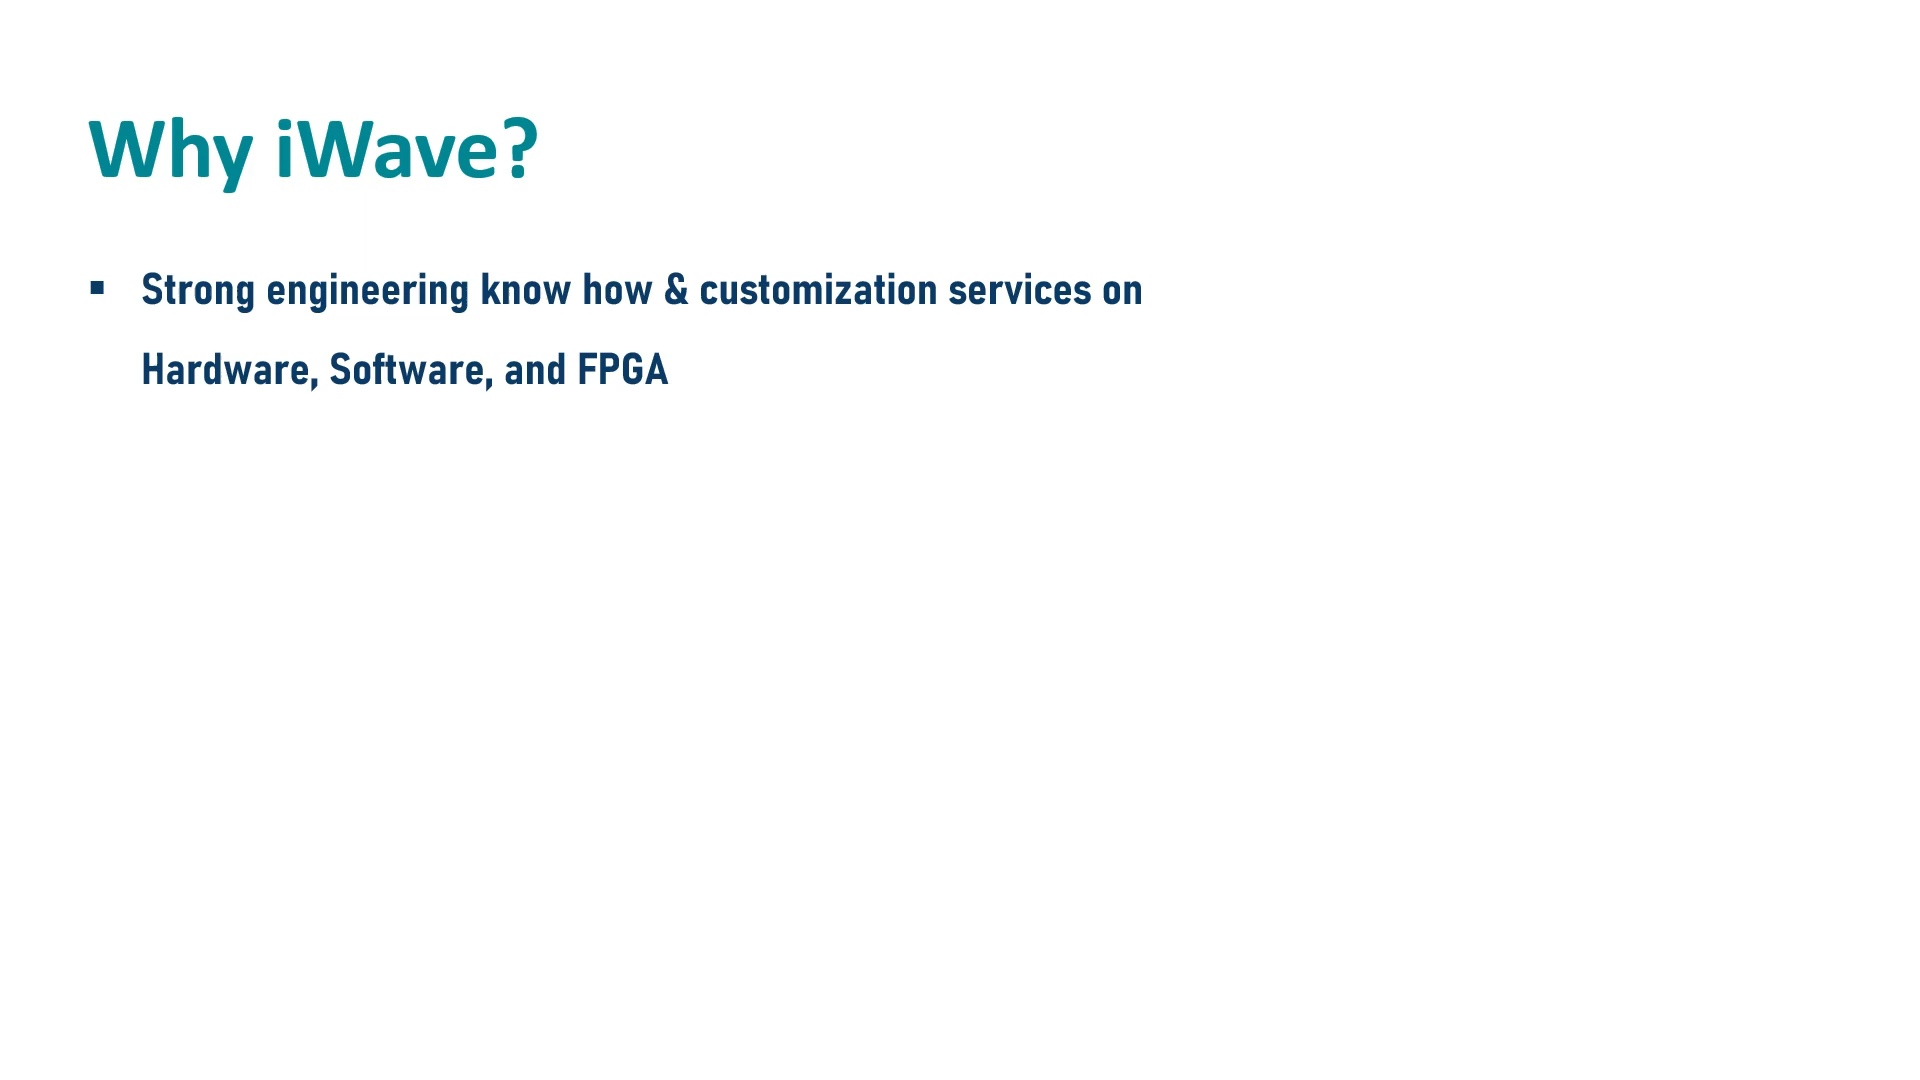 Why iWave?
▪ Strong engineering know how & customization services on
Hardware, Software, and FPGA